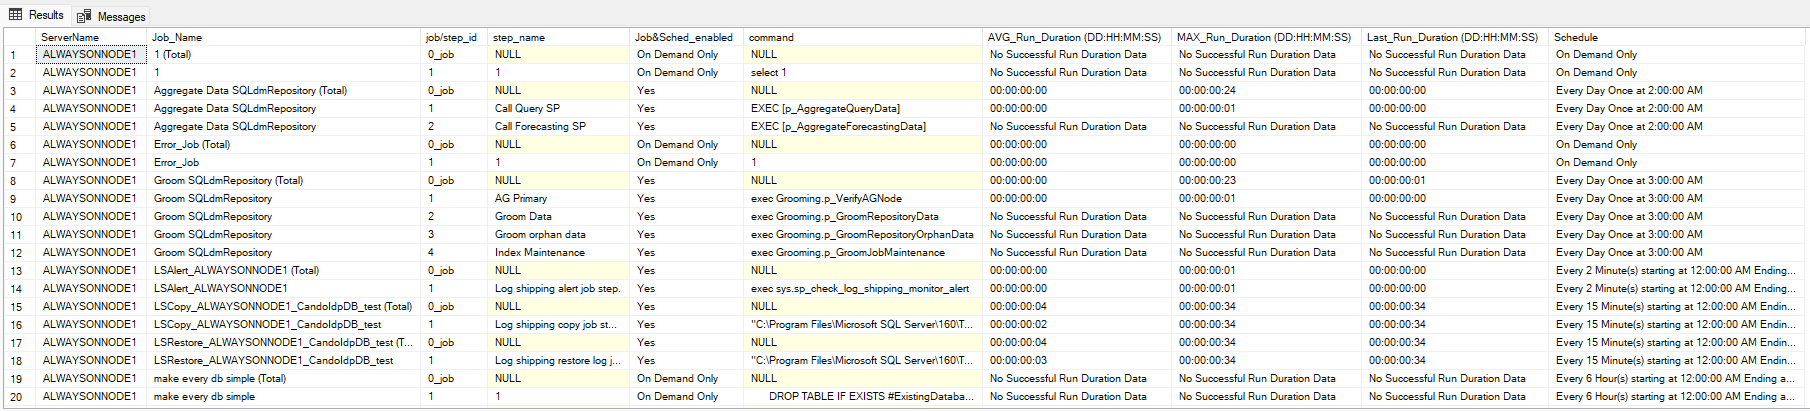 Results Messages
ServerName Job_Name job/step_id step_name Job&Sched_enabled command AVG_Run_Duration (DD:HH:MM:SS) MAX_Run_Duration (DD:HH:MM:SS) Last_Run_Duration (DD:HH:MM:SS) Schedule
1 ALWAYSONNODE1 1 (Total) 0_job NULL On Demand Only NULL No Successful Run Duration Data No Successful Run Duration Data No Successful Run Duration Data On Demand Only
2 ALWAYSONNODE1 1 1 1 On Demand Only select 1 No Successful Run Duration Data No Successful Run Duration Data No Successful Run Duration Data On Demand Only
3 ALWAYSONNODE1 Aggregate Data SQLdmRepository (Total) 0_job NULL Yes NULL 00:00:00:00 00:00:00:24 00:00:00:00 Every Day Once at 2:00:00 AM
4 ALWAYSONNODE1 Aggregate Data SQLdmRepository 1 Call Query SP Yes EXEC [p_AggregateQueryData] 00:00:00:00 00:00:00:01 00:00:00:00 Every Day Once at 2:00:00 AM
5 ALWAYSONNODE1 Aggregate Data SQLdmRepository 2 Call Forecasting SP Yes EXEC [p_AggregateForecastingData] No Successful Run Duration Data No Successful Run Duration Data No Successful Run Duration Data Every Day Once at 2:00:00 AM
6 ALWAYSONNODE1 Error_Job (Total) 0_job NULL On Demand Only NULL 00:00:00:00 00:00:00:00 00:00:00:00 On Demand Only
7 ALWAYSONNODE1 Error_Job 1 1 On Demand Only 1 00:00:00:00 00:00:00:00 00:00:00:00 On Demand Only
8 ALWAYSONNODE1 Groom SQLdmRepository (Total) 0_job NULL Yes NULL 00:00:00:00 00:00:00:23 00:00:00:01 Every Day Once at 3:00:00 AM
9 ALWAYSONNODE1 Groom SQLdmRepository 1 AG Primary Yes exec Grooming.p_VerifyAGNode 00:00:00:00 00:00:00:01 00:00:00:00 Every Day Once at 3:00:00 AM
10 ALWAYSONNODE1 Groom SQLdmRepository 2 Groom Data Yes exec Grooming.p_GroomRepositoryData No Successful Run Duration Data No Successful Run Duration Data No Successful Run Duration Data Every Day Once at 3:00:00 AM
11 ALWAYSONNODE1 Groom SQLdmRepository 3 Groom orphan data Yes exec Grooming.p_GroomRepositoryOrphanData No Successful Run Duration Data No Successful Run Duration Data No Successful Run Duration Data Every Day Once at 3:00:00 AM
12 ALWAYSONNODE1 Groom SQLdmRepository 4 Index Maintenance Yes exec Grooming.p_GroomJobMaintenance No Successful Run Duration Data No Successful Run Duration Data No Successful Run Duration Data Every Day Once at 3:00:00 AM
13 ALWAYSONNODE1 LSAlert_ALWAYSONNODE1 (Total) 0_job NULL Yes NULL 00:00:00:00 00:00:00:01 00:00:00:00 Every 2 Minute(s) starting at 12:00:00 AM Ending...
14 ALWAYSONNODE1 LSAlert_ALWAYSONNODE1 1 Log shipping alert job step. Yes exec sys.sp_check_log_shipping_monitor_alert 00:00:00:00 00:00:00:01 00:00:00:00 Every 2 Minute(s) starting at 12:00:00 AM Ending...
15 ALWAYSONNODE1 LSCopy_ALWAYSONNODE1_CandoIdpDB_test (Total) 0_job NULL Yes NULL 00:00:00:04 00:00:00:34 00:00:00:34 Every 15 Minute(s) starting at 12:00:00 AM Endin...
16 ALWAYSONNODE1 LSCopy_ALWAYSONNODE1_CandoIdpDB_test 1 Log shipping copy job st... Yes "C:\Program Files\Microsoft SQL Server\160\T... 00:00:00:02 00:00:00:34 00:00:00:34 Every 15 Minute(s) starting at 12:00:00 AM Endin...
17 ALWAYSONNODE1 LSRestore_ALWAYSONNODE1_CandoIdpDB_test (T... 0_job NULL Yes NULL 00:00:00:04 00:00:00:34 00:00:00:34 Every 15 Minute(s) starting at 12:00:00 AM Endin...
18 ALWAYSONNODE1 LSRestore_ALWAYSONNODE1_CandoIdpDB_test 1 Log shipping restore log j... Yes "C:\Program Files\Microsoft SQL Server\160\T... 00:00:00:03 00:00:00:34 00:00:00:34 Every 15 Minute(s) starting at 12:00:00 AM Endin...
19 ALWAYSONNODE1 make every db simple (Total) 0_job NULL On Demand Only NULL No Successful Run Duration Data No Successful Run Duration Data No Successful Run Duration Data Every 6 Hour(s) starting at 12:00:00 AM Ending a...
20 ALWAYSONNODE1 make every db simple 1 1 On Demand Only DROP TABLE IF EXISTS #ExistingDataba... No Successful Run Duration Data No Successful Run Duration Data No Successful Run Duration Data Every 6 Hour(s) starting at 12:00:00 AM Ending a...